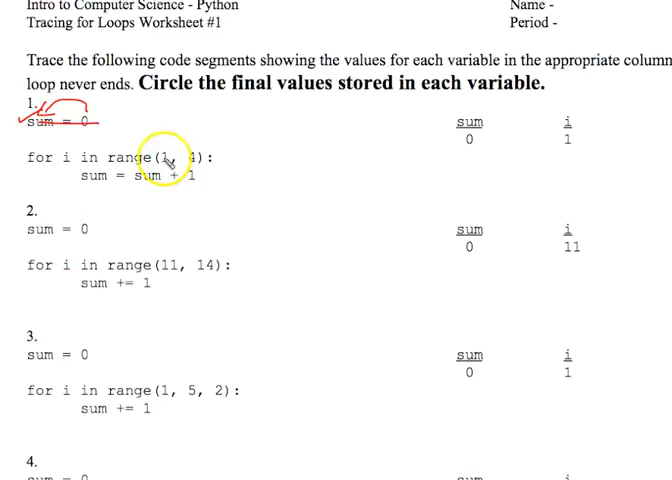 Intro to Computer Science - Python Name -
Tracing for Loops Worksheet #1 Period -
Trace the following code segments showing the values for each variable in the appropriate column
loop never ends. Circle the final values stored in each variable.
1.
sum = 0 sum i
0 1
for i in range(1, 4):
sum = sum + 1
2.
sum = 0 sum i
0 11
for i in range(11, 14):
sum += 1
3.
sum = 0 sum i
0 1
for i in range(1, 5, 2):
sum += 1
4.
sum = 0 sum i